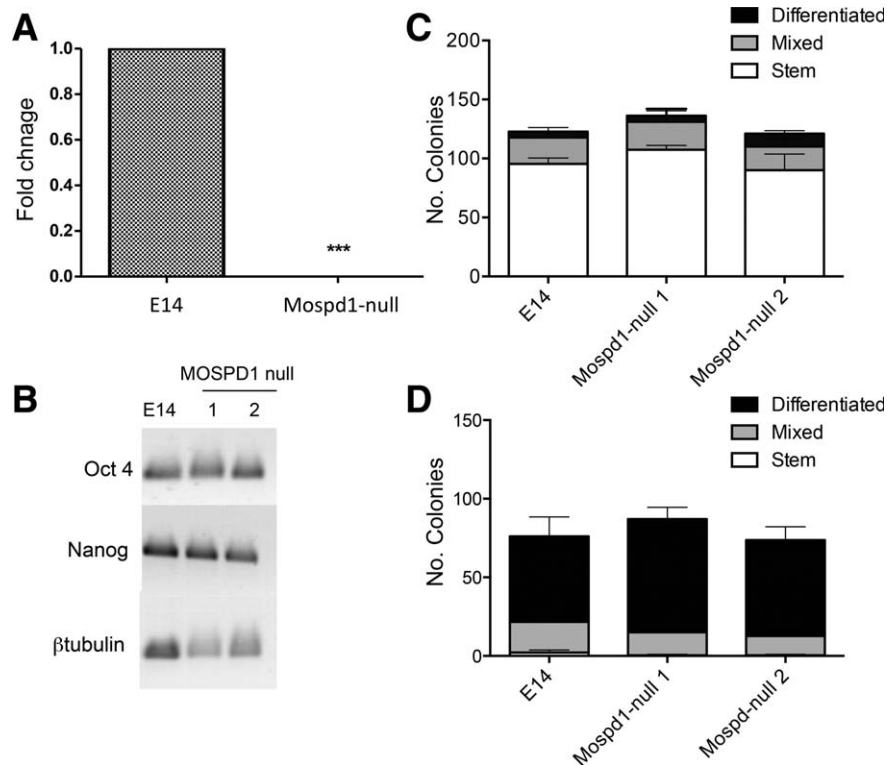 A
Fold chnage
1.0
0.8
0.6
0.4
0.2
0.0
***
E14
Mospd1-null
B
MOSPD1 null
E14 1 2
Oct 4
Nanog
βtubulin
C
Differentiated
Mixed
Stem
No. Colonies
200
150
100
50
0
E14
Mospd1-null 1
Mospd1-null 2
D
Differentiated
Mixed
Stem
No. Colonies
150
100
50
0
E14
Mospd1-null 1
Mospd-null 2